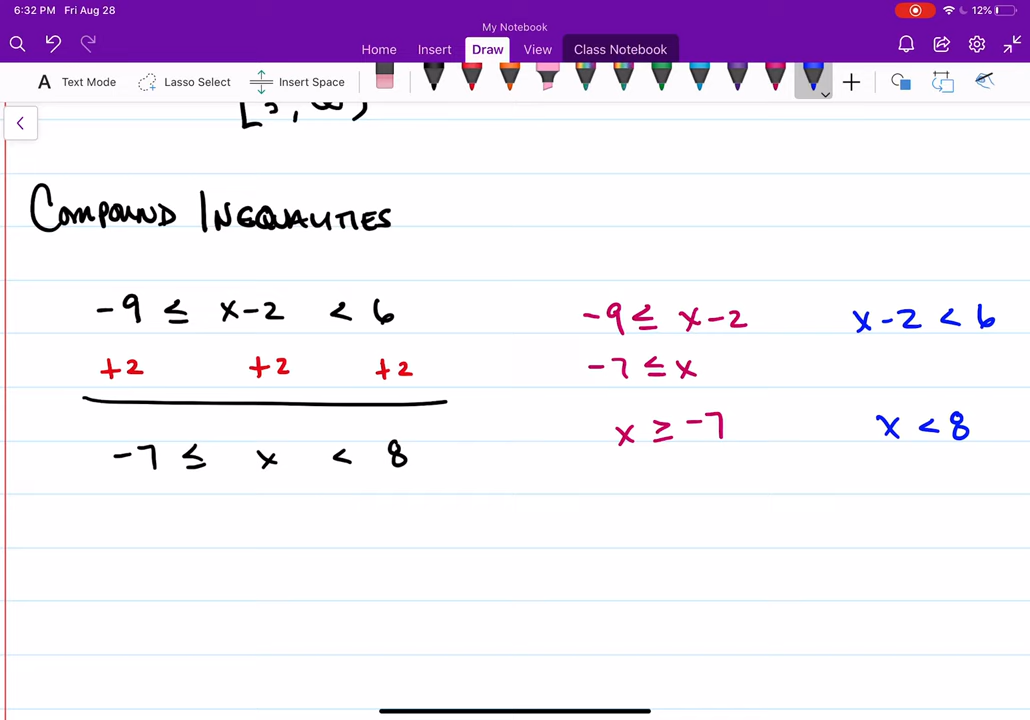 6:32 PM Fri Aug 28 12%
My Notebook
Home Insert Draw View Class Notebook
A Text Mode Lasso Select Insert Space
[3, ∞)
COMPOUND INEQUALITIES
-9 ≤ x-2 < 6
+2 +2 +2
-7 ≤ x < 8
-9 ≤ x-2
-7 ≤ x
x ≥ -7
x-2 < 6
x < 8